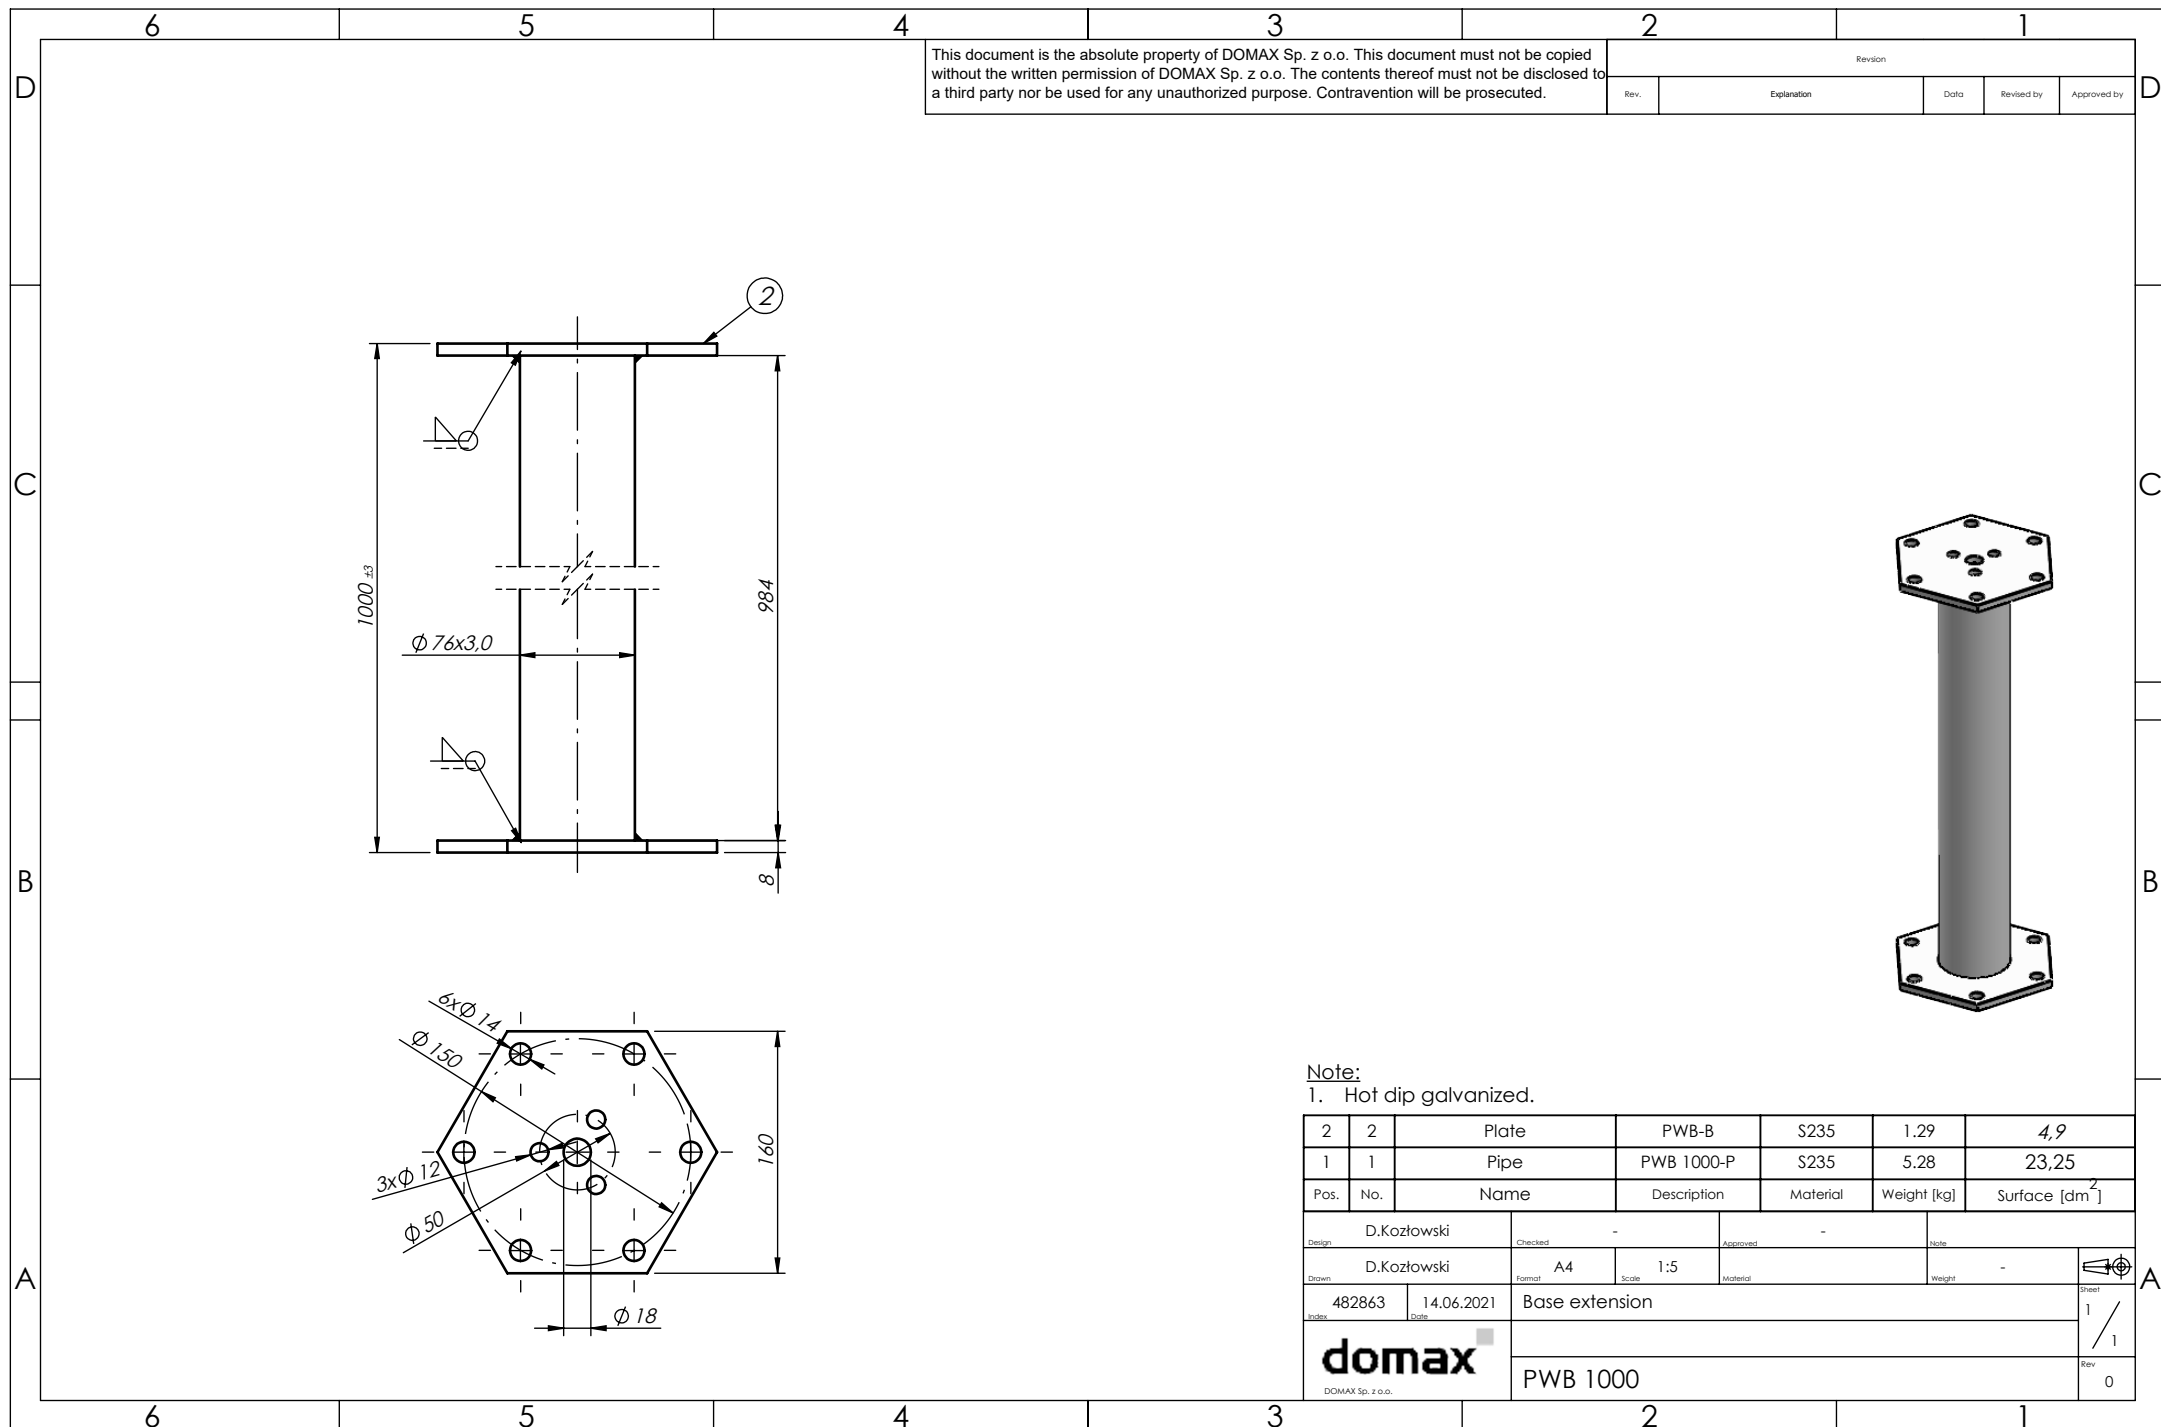 6 5 4 3 2 1
This document is the absolute property of DOMAX Sp. z o.o. This document must not be copied
without the written permission of DOMAX Sp. z o.o. The contents thereof must not be disclosed to
a third party nor be used for any unauthorized purpose. Contravention will be prosecuted.
Revsion
Rev. Explanation Data Revised by Approved by
D D
2
C C
1000 ±3
984
Φ 76x3,0
8
B B
6xΦ 14
Φ 150
160
3xΦ 12
Φ 50
Φ 18
Note:
1. Hot dip galvanized.
2 2 Plate PWB-B S235 1.29 4,9
1 1 Pipe PWB 1000-P S235 5.28 23,25
Pos. No. Name Description Material Weight [kg] Surface [dm²]
Design D.Kozłowski Checked - Approved - Note
Drawn D.Kozłowski Format A4 Scale 1:5 Material Weight -
A A
Index 482863 Date 14.06.2021 Base extension Sheet 1 / 1
domax
DOMAX Sp. z o.o.
PWB 1000 Rev 0
6 5 4 3 2 1